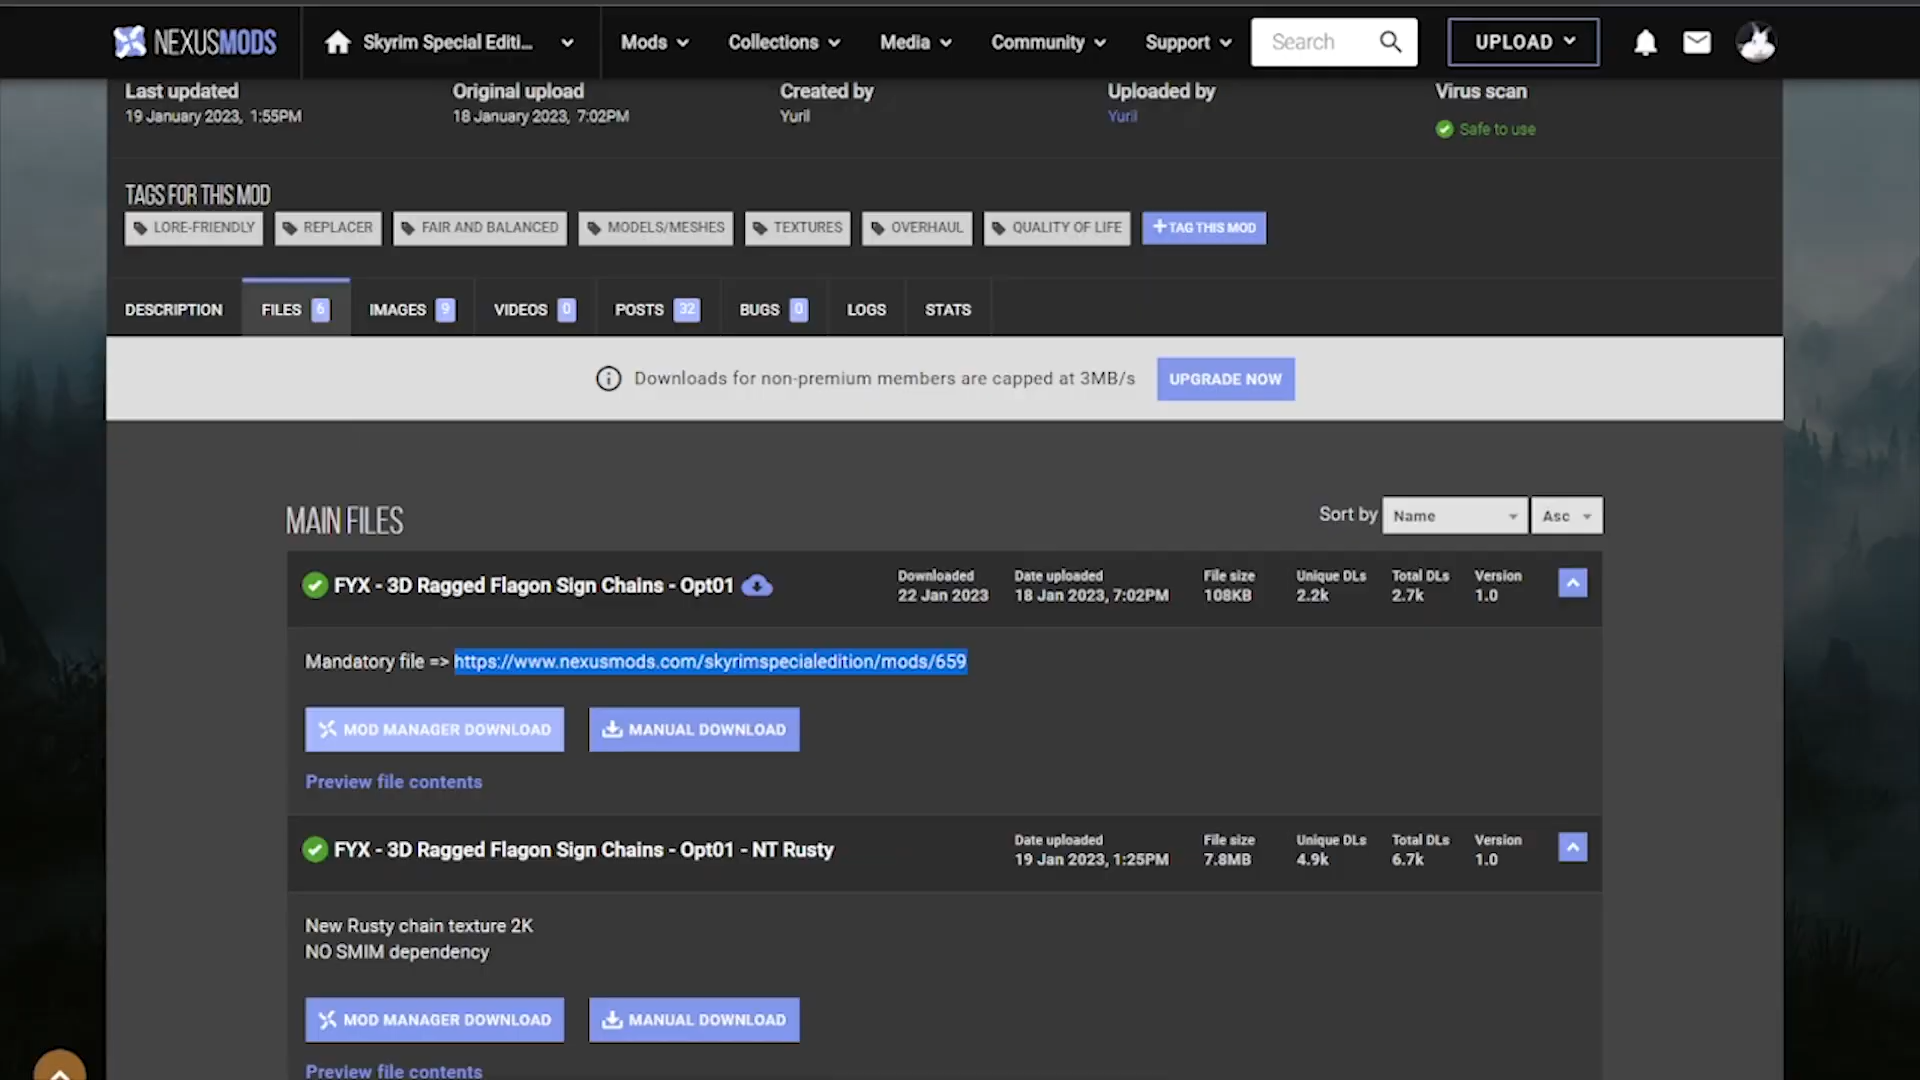 NEXUSMODS
Skyrim Special Editi...
Mods
Collections
Media
Community
Support
Search
UPLOAD
Last updated
19 January 2023, 1:55PM
Original upload
18 January 2023, 7:02PM
Created by
Yuril
Uploaded by
Yuril
Virus scan
Safe to use
TAGS FOR THIS MOD
LORE-FRIENDLY
REPLACER
FAIR AND BALANCED
MODELS/MESHES
TEXTURES
OVERHAUL
QUALITY OF LIFE
+TAG THIS MOD
DESCRIPTION
FILES 6
IMAGES 9
VIDEOS 0
POSTS 32
BUGS 0
LOGS
STATS
Downloads for non-premium members are capped at 3MB/s
UPGRADE NOW
MAIN FILES
Sort by
Name
Asc
FYX - 3D Ragged Flagon Sign Chains - Opt01
Downloaded
22 Jan 2023
Date uploaded
18 Jan 2023, 7:02PM
File size
108KB
Unique DLs
2.2k
Total DLs
2.7k
Version
1.0
Mandatory file => https://www.nexusmods.com/skyrimspecialedition/mods/659
MOD MANAGER DOWNLOAD
MANUAL DOWNLOAD
Preview file contents
FYX - 3D Ragged Flagon Sign Chains - Opt01 - NT Rusty
Date uploaded
19 Jan 2023, 1:25PM
File size
7.8MB
Unique DLs
4.9k
Total DLs
6.7k
Version
1.0
New Rusty chain texture 2K
NO SMIM dependency
MOD MANAGER DOWNLOAD
MANUAL DOWNLOAD
Preview file contents